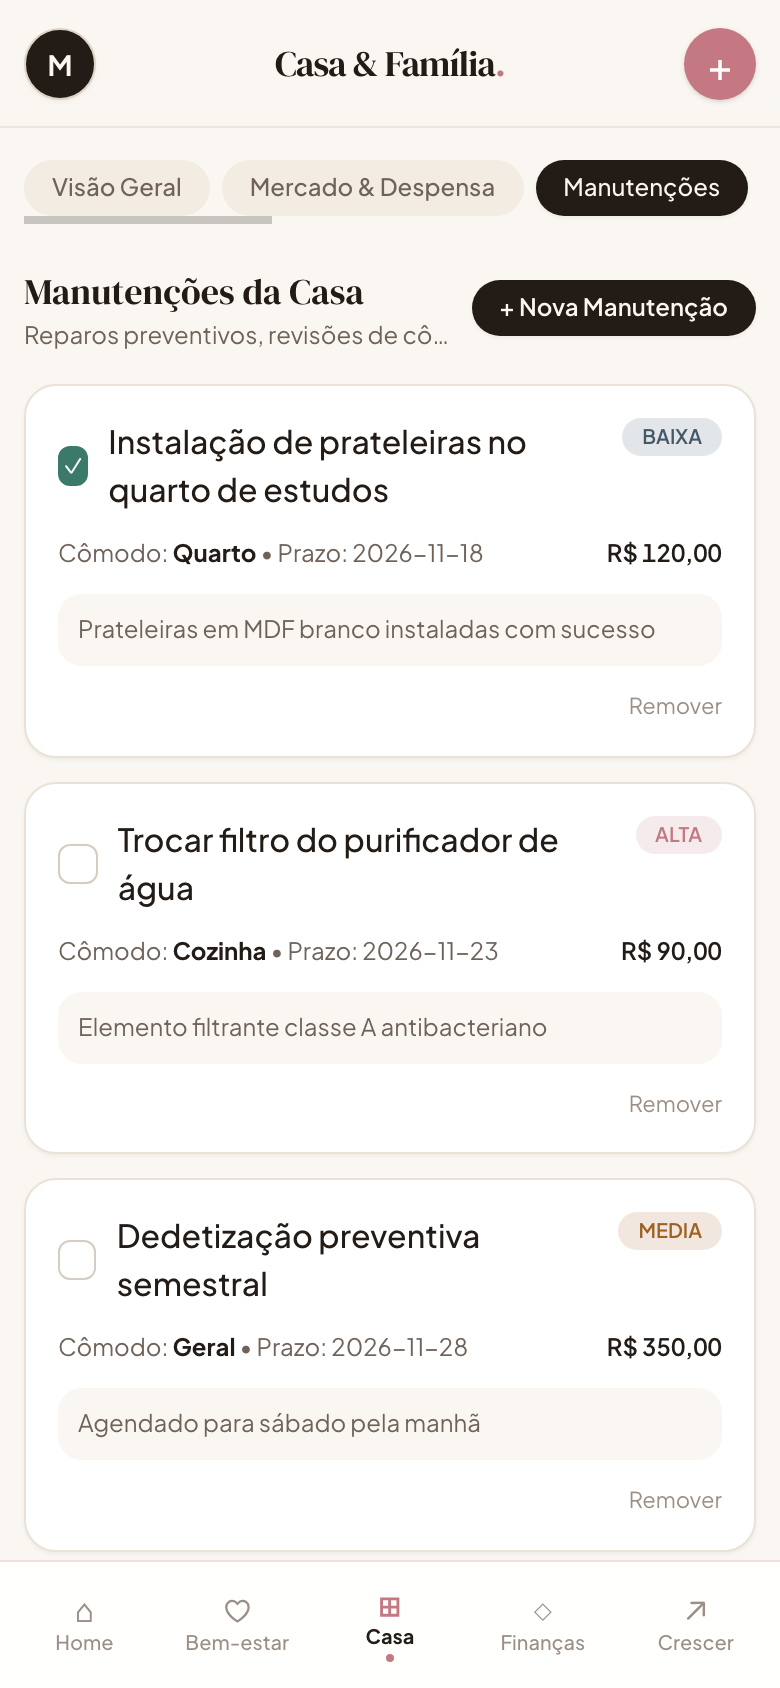 M
Casa & Família.
+
Visão Geral
Mercado & Despensa
Manutenções
Manutenções da Casa
Reparos preventivos, revisões de cô...
+ Nova Manutenção
Instalação de prateleiras no
quarto de estudos
BAIXA
Cômodo: Quarto • Prazo: 2026-11-18
R$ 120,00
Prateleiras em MDF branco instaladas com sucesso
Remover
Trocar filtro do purificador de
água
ALTA
Cômodo: Cozinha • Prazo: 2026-11-23
R$ 90,00
Elemento filtrante classe A antibacteriano
Remover
Dedetização preventiva
semestral
MEDIA
Cômodo: Geral • Prazo: 2026-11-28
R$ 350,00
Agendado para sábado pela manhã
Remover
Home
Bem-estar
Casa
Finanças
Crescer